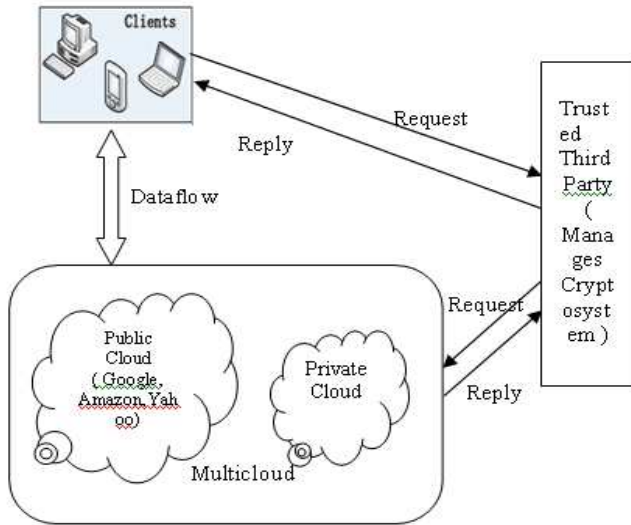 Clients
Request
Reply
Trust
ed
Third
Party
(
Mana
ges
Crypt
osyst
em )
Dataflow
Request
Reply
Public
Cloud
( Google,
Amazon,Yah
oo)
Private
Cloud
Multicloud